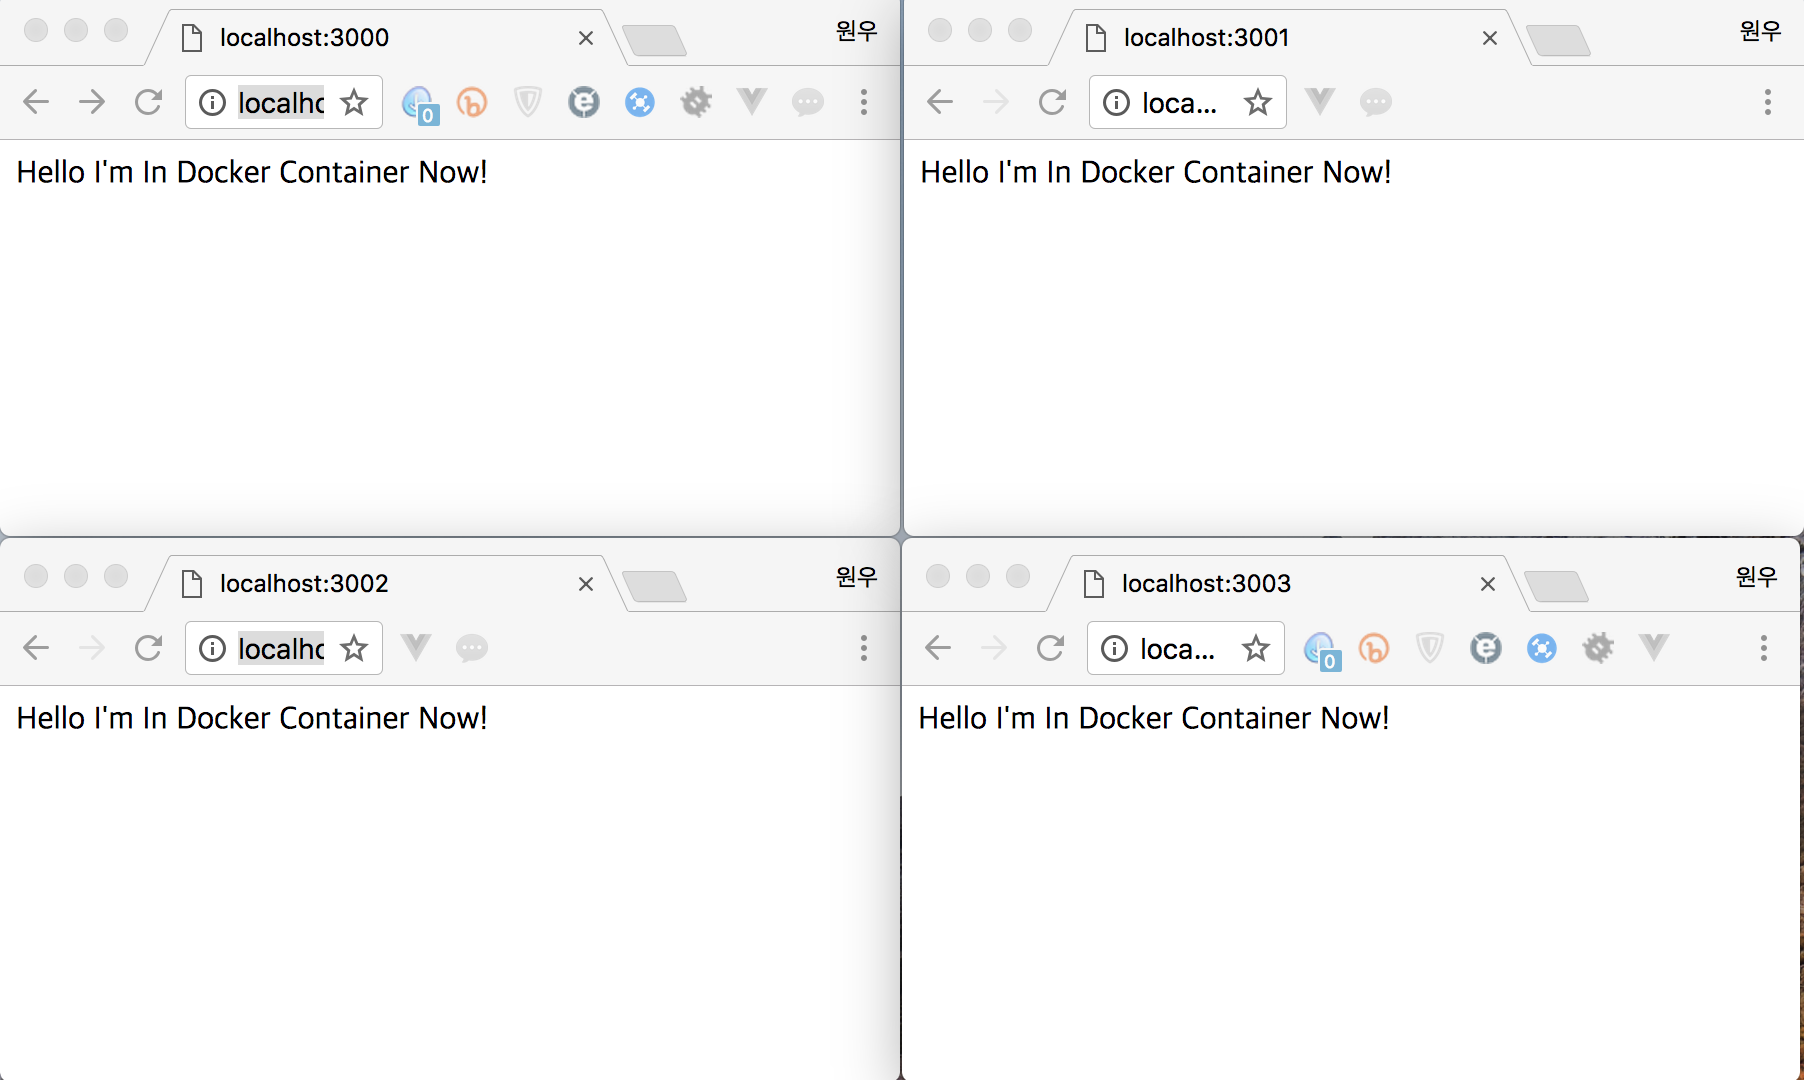 localhost:3000
원우
localhc
0
Hello I'm In Docker Container Now!
localhost:3001
원우
loca...
Hello I'm In Docker Container Now!
localhost:3002
원우
localhc
Hello I'm In Docker Container Now!
localhost:3003
원우
loca...
0
Hello I'm In Docker Container Now!